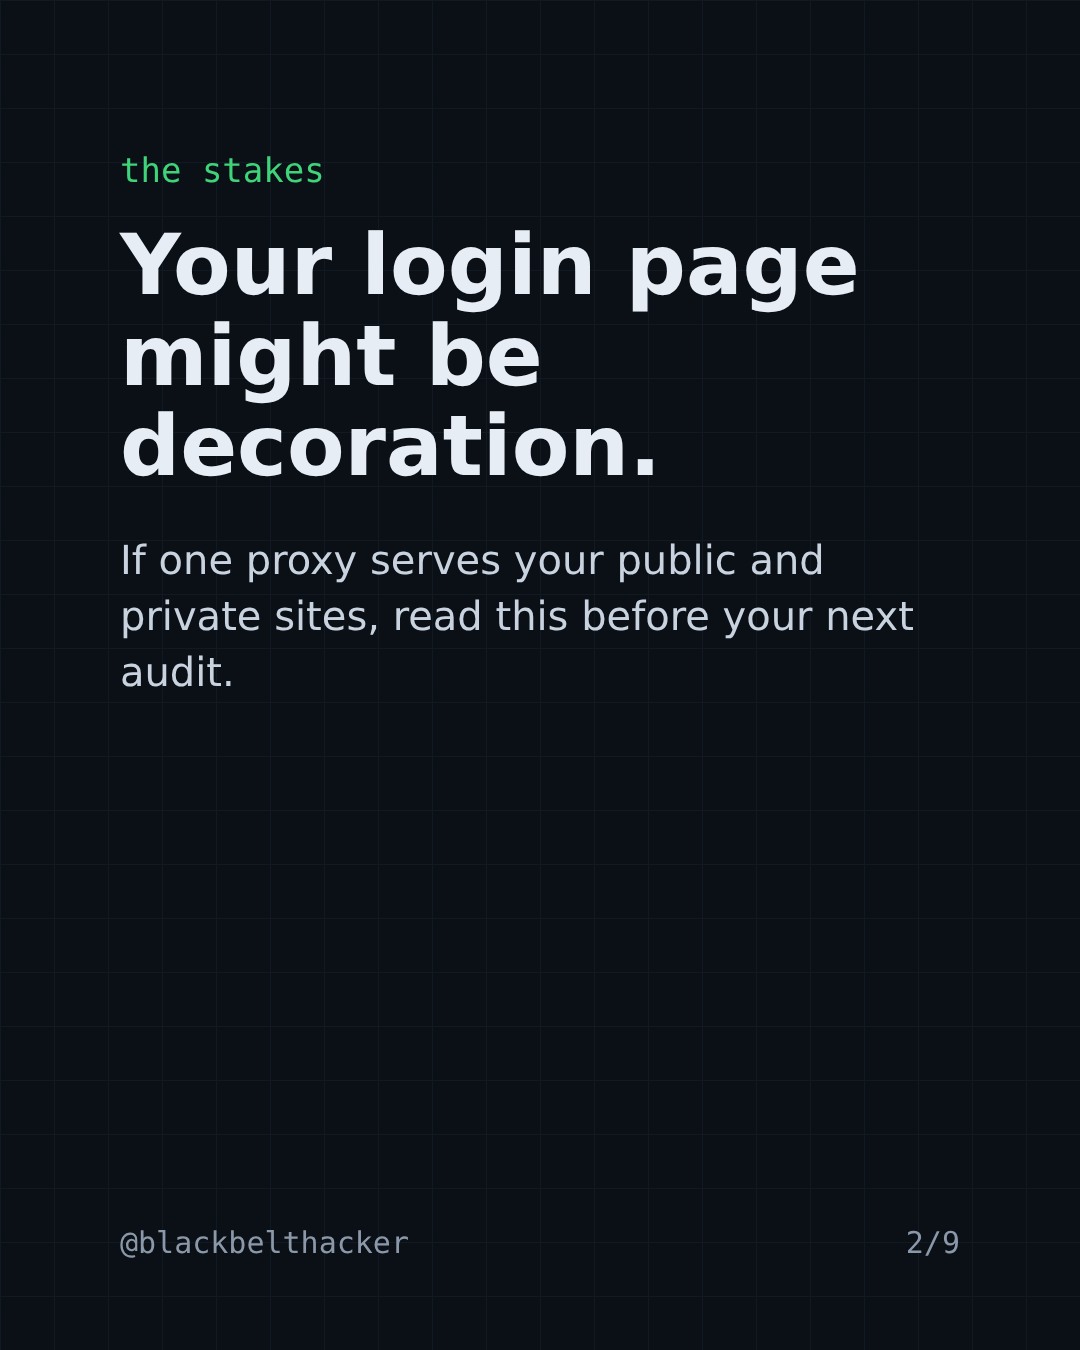 the stakes
Your login page
might be
decoration.
If one proxy serves your public and
private sites, read this before your next
audit.
@blackbelthacker
2/9